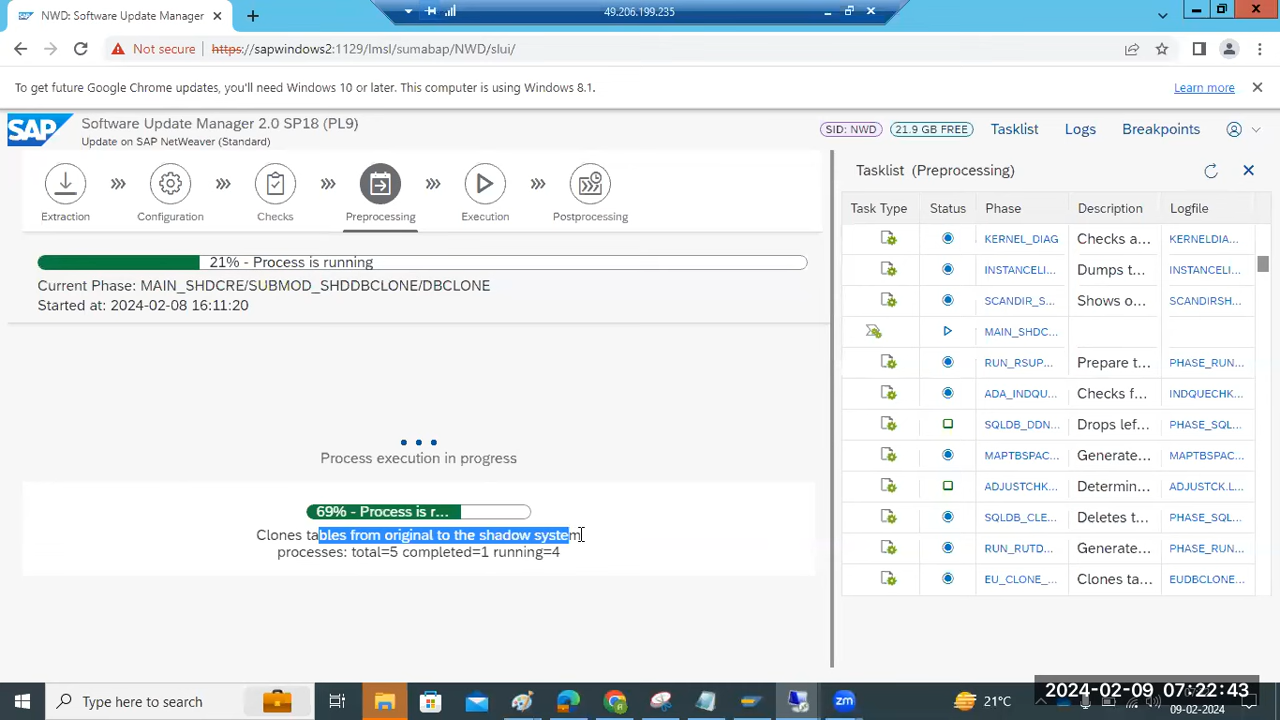 NWD: Software Update Manager
49.206.199.235
Not secure
https://sapwindows2:1129/lmsl/sumabap/NWD/slui/
To get future Google Chrome updates, you'll need Windows 10 or later. This computer is using Windows 8.1.
Learn more
SAP
Software Update Manager 2.0 SP18 (PL9)
Update on SAP NetWeaver (Standard)
SID: NWD
21.9 GB FREE
Tasklist
Logs
Breakpoints
Extraction
Configuration
Checks
Preprocessing
Execution
Postprocessing
21% - Process is running
Current Phase: MAIN_SHDCRE/SUBMOD_SHDDBCLONE/DBCLONE
Started at: 2024-02-08 16:11:20
Process execution in progress
69% - Process is r...
Clones tables from original to the shadow system
processes: total=5 completed=1 running=4
Tasklist (Preprocessing)
Task Type Status Phase Description Logfile
KERNEL_DIAG Checks a... KERNELDIA...
INSTANCELI... Dumps t... INSTANCELI...
SCANDIR_S... Shows o... SCANDIRSH...
MAIN_SHDC...
RUN_RSUP... Prepare t... PHASE_RUN...
ADA_INDQU... Checks f... INDQUECHK...
SQLDB_DDN... Drops lef... PHASE_SQL...
MAPTBSPAC... Generate... MAPTBSPAC...
ADJUSTCHK... Determin... ADJUSTCK.L...
SQLDB_CLE... Deletes t... PHASE_SQL...
RUN_RUTD... Generate... PHASE_RUN...
EU_CLONE_... Clones ta... EUDBCLONE...
Type here to search
zm
21°C
2024-02-09 07:22:43
09-02-2024